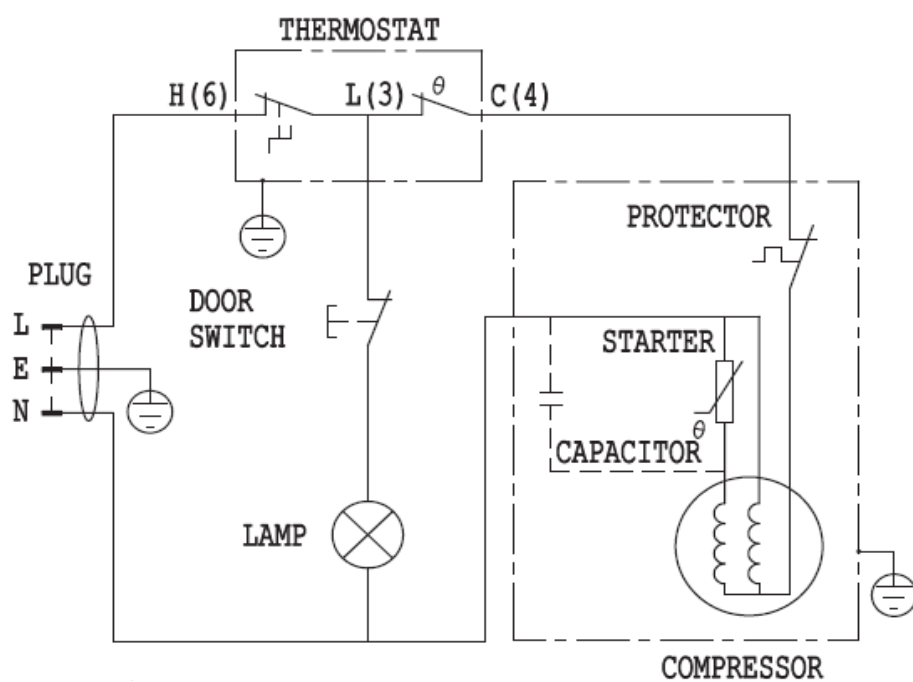 THERMOSTAT
H(6)
L(3)
θ
C(4)
PROTECTOR
PLUG
DOOR
SWITCH
L
E
N
STARTER
θ
CAPACITOR
LAMP
COMPRESSOR